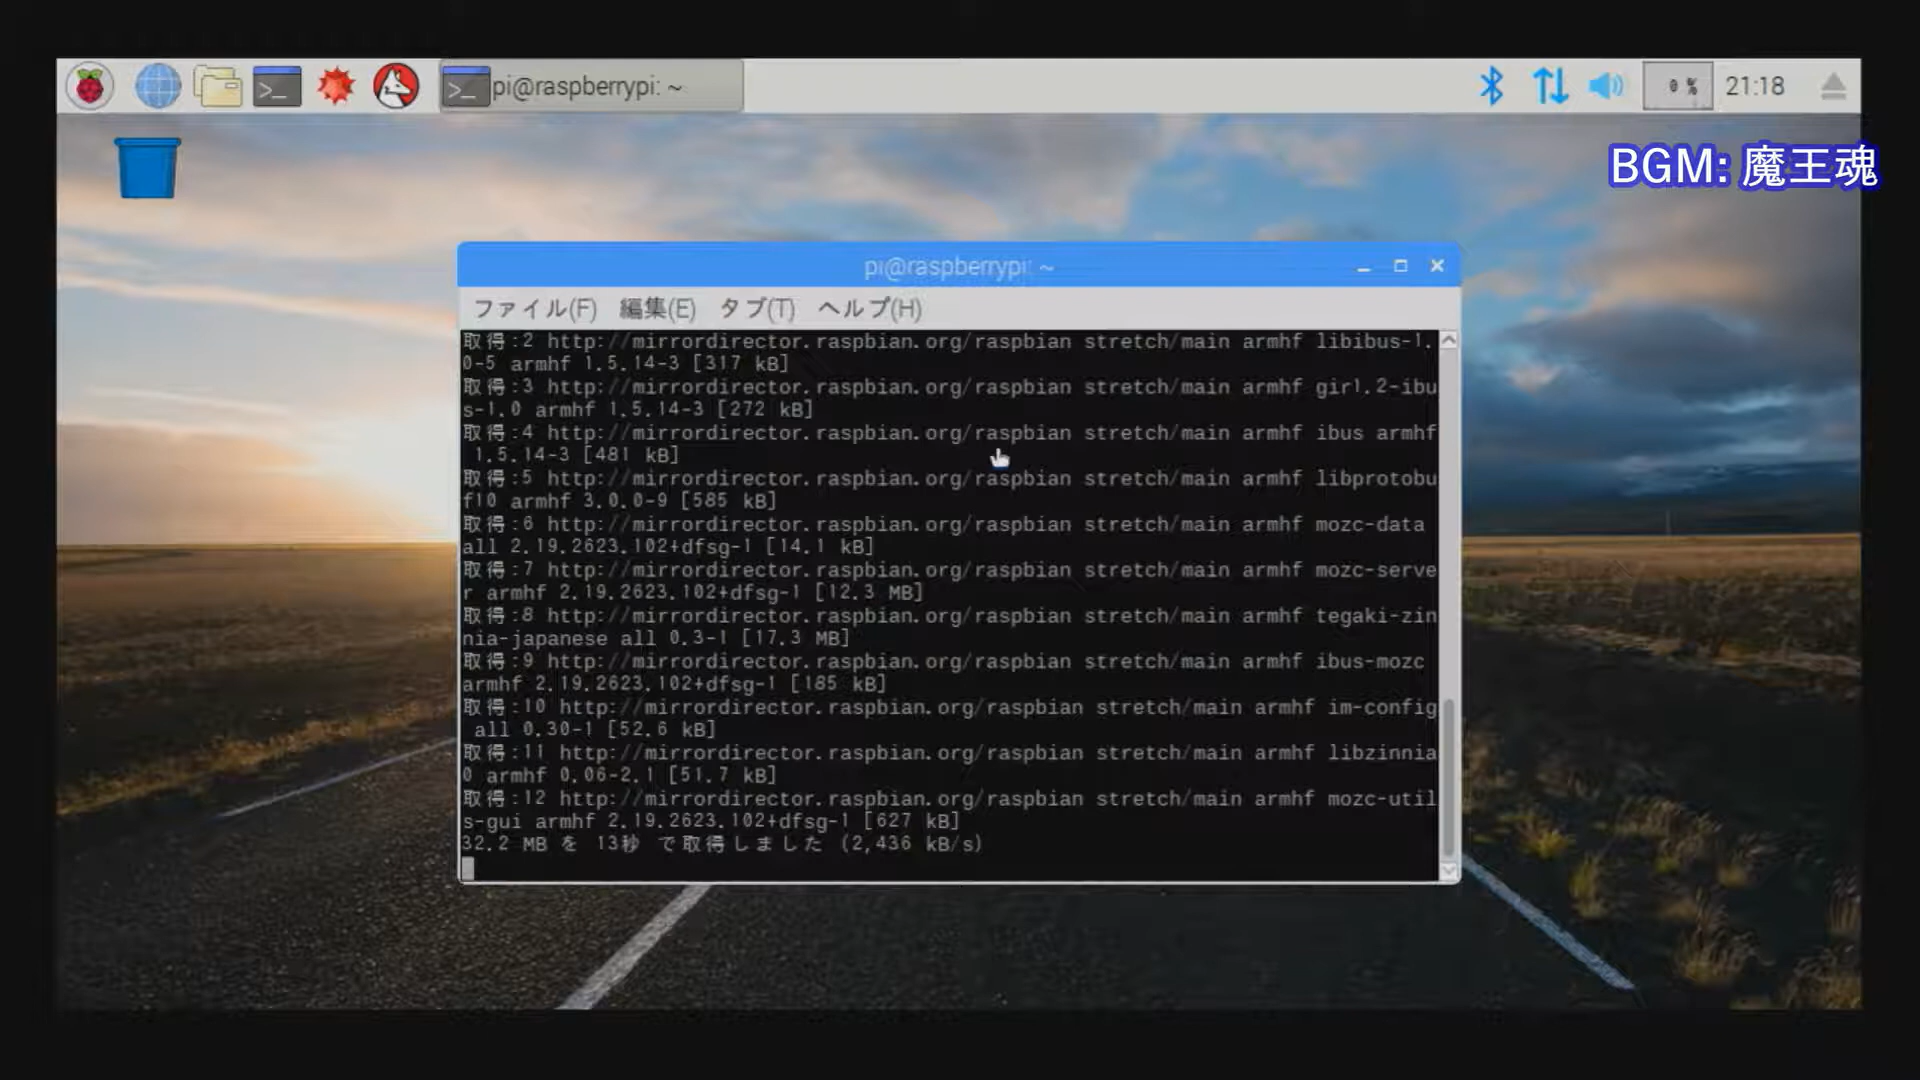 pi@raspberrypi: ~
0 %
21:18
BGM: 魔王魂
pi@raspberrypi: ~
ファイル(F) 編集(E) タブ(T) ヘルプ(H)
取得:2 http://mirrordirector.raspbian.org/raspbian stretch/main armhf libibus-1.
0-5 armhf 1.5.14-3 [317 kB]
取得:3 http://mirrordirector.raspbian.org/raspbian stretch/main armhf gir1.2-ibu
s-1.0 armhf 1.5.14-3 [272 kB]
取得:4 http://mirrordirector.raspbian.org/raspbian stretch/main armhf ibus armhf
1.5.14-3 [481 kB]
取得:5 http://mirrordirector.raspbian.org/raspbian stretch/main armhf libprotobu
f10 armhf 3.0.0-9 [585 kB]
取得:6 http://mirrordirector.raspbian.org/raspbian stretch/main armhf mozc-data
all 2.19.2623.102+dfsg-1 [14.1 kB]
取得:7 http://mirrordirector.raspbian.org/raspbian stretch/main armhf mozc-serve
r armhf 2.19.2623.102+dfsg-1 [12.3 MB]
取得:8 http://mirrordirector.raspbian.org/raspbian stretch/main armhf tegaki-zin
nia-japanese all 0.3-1 [17.3 MB]
取得:9 http://mirrordirector.raspbian.org/raspbian stretch/main armhf ibus-mozc
armhf 2.19.2623.102+dfsg-1 [185 kB]
取得:10 http://mirrordirector.raspbian.org/raspbian stretch/main armhf im-config
all 0.30-1 [52.6 kB]
取得:11 http://mirrordirector.raspbian.org/raspbian stretch/main armhf libzinnia
0 armhf 0.06-2.1 [51.7 kB]
取得:12 http://mirrordirector.raspbian.org/raspbian stretch/main armhf mozc-util
s-gui armhf 2.19.2623.102+dfsg-1 [627 kB]
32.2 MB を 13秒 で取得しました (2,436 kB/s)